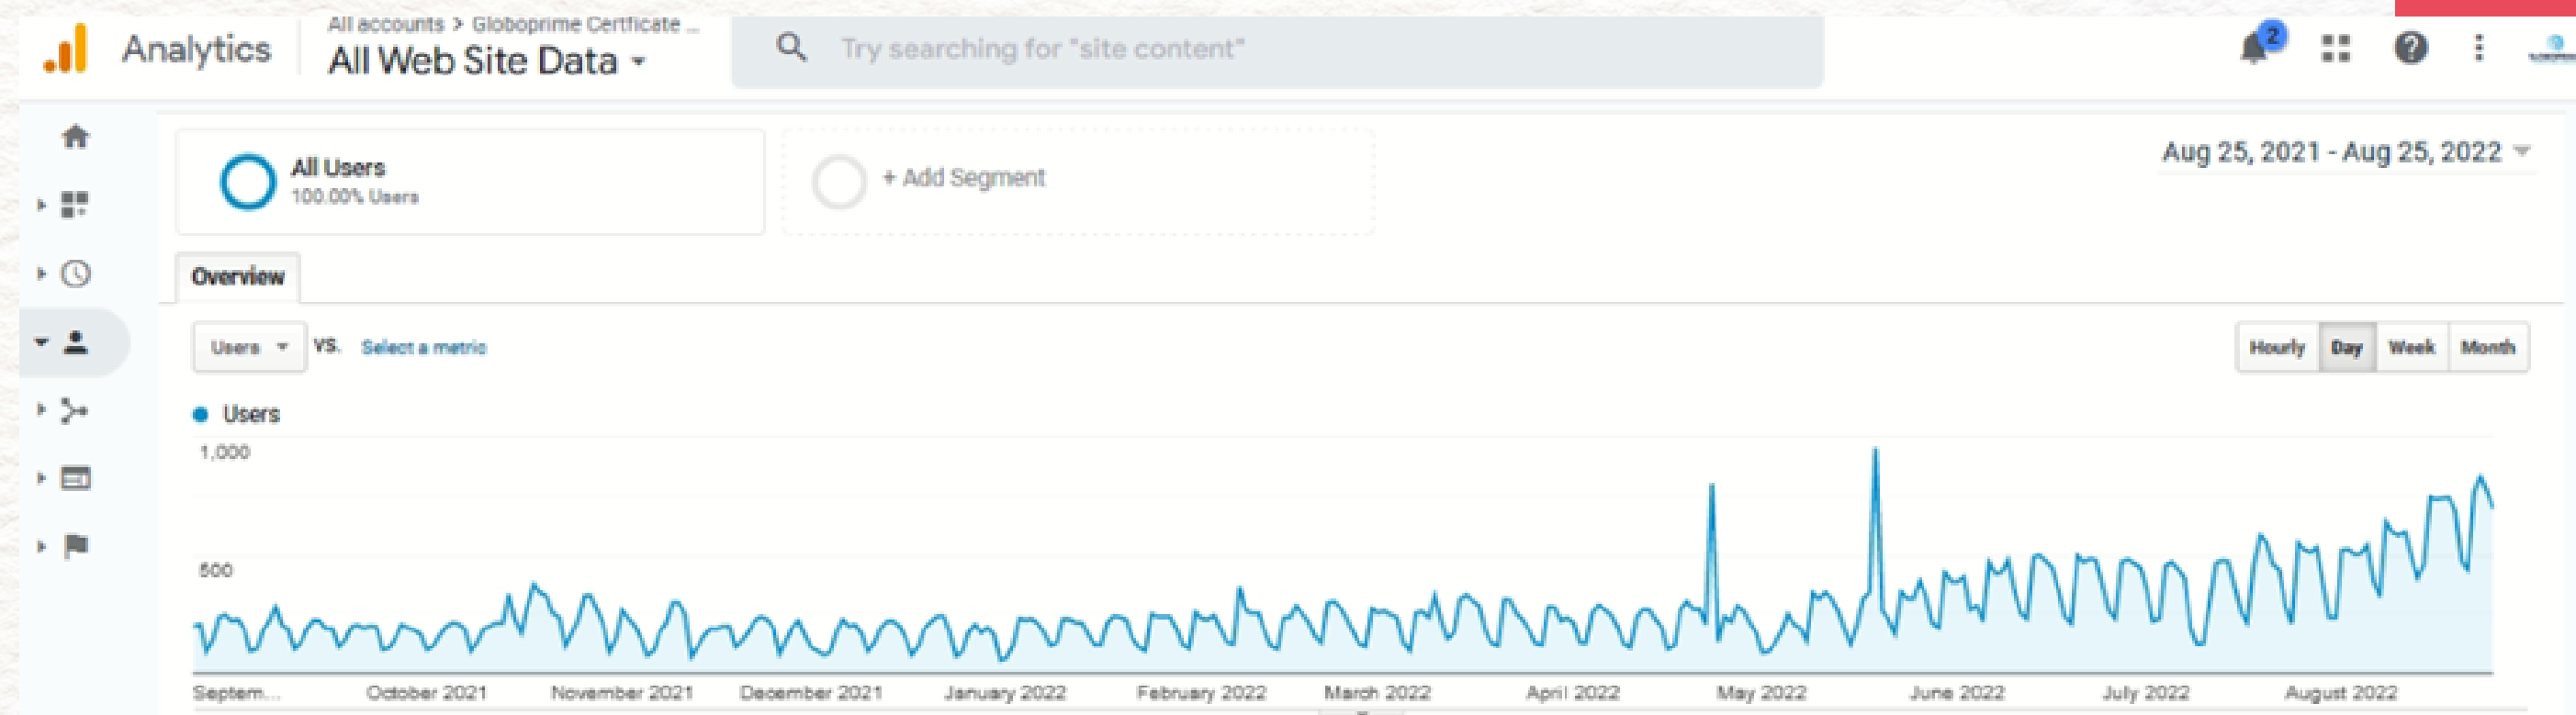 All accounts > Globoprime Certficate ...
Analytics
All Web Site Data
Try searching for "site content"
2
All Users
100.00% Users
+ Add Segment
Aug 25, 2021 - Aug 25, 2022
Overview
Users VS. Select a metric
Hourly Day Week Month
Users
1,000
500
Septem... October 2021 November 2021 December 2021 January 2022 February 2022 March 2022 April 2022 May 2022 June 2022 July 2022 August 2022